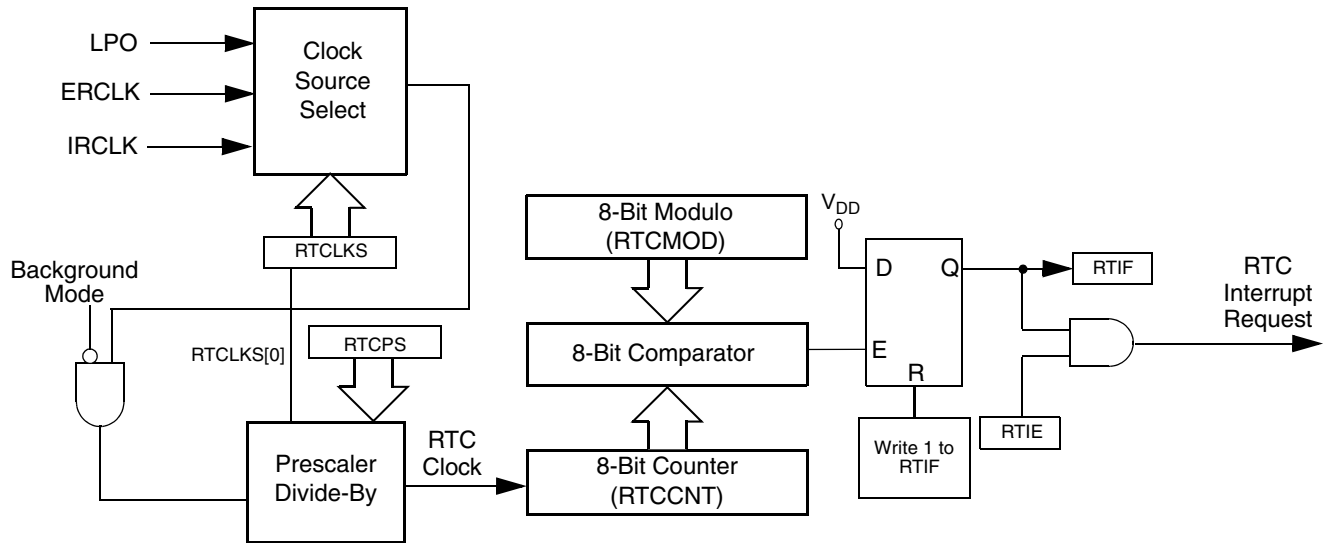 LPO
ERCLK
IRCLK
Clock
Source
Select
RTCLKS
Background
Mode
RTCLKS[0]
RTCPS
Prescaler
Divide-By
RTC
Clock
8-Bit Modulo
(RTCMOD)
8-Bit Comparator
8-Bit Counter
(RTCCNT)
VDD
D
Q
E
R
Write 1 to
RTIF
RTIF
RTIE
RTC
Interrupt
Request